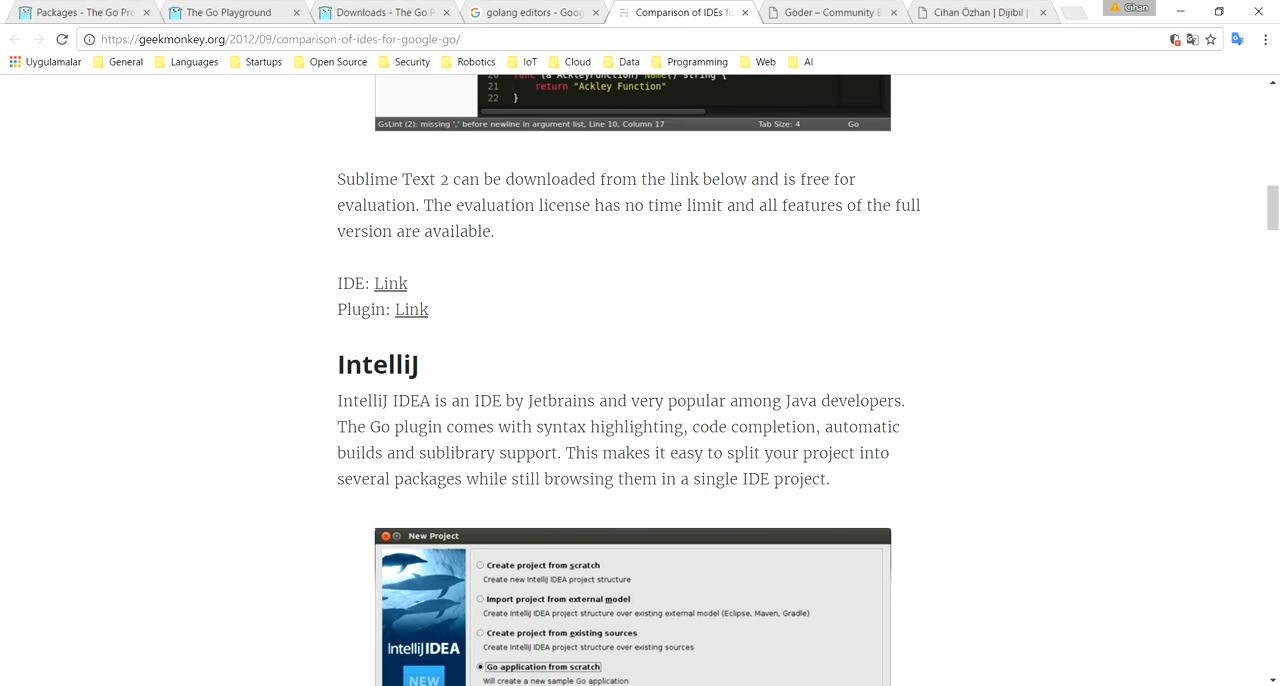 Packages - The Go Pro
The Go Playground
Downloads - The Go P
golang editors - Goog
Comparison of IDEs fo
Goder – Community B
Cihan Özhan | Dijibil |
Cihan
https://geekmonkey.org/2012/09/comparison-of-ides-for-google-go/
Uygulamalar
General
Languages
Startups
Open Source
Security
Robotics
IoT
Cloud
Data
Programming
Web
AI
20 func (a AckleyFunction) Name() string {
21 return "Ackley Function"
22 }
GsLint (2): missing ',' before newline in argument list, Line 10, Column 17
Tab Size: 4
Go
Sublime Text 2 can be downloaded from the link below and is free for
evaluation. The evaluation license has no time limit and all features of the full
version are available.
IDE: Link
Plugin: Link
IntelliJ
IntelliJ IDEA is an IDE by Jetbrains and very popular among Java developers.
The Go plugin comes with syntax highlighting, code completion, automatic
builds and sublibrary support. This makes it easy to split your project into
several packages while still browsing them in a single IDE project.
New Project
Create project from scratch
Create new IntelliJ IDEA project structure
Import project from external model
Create IntelliJ IDEA project structure over existing external model (Eclipse, Maven, Gradle)
Create project from existing sources
Create IntelliJ IDEA project structure over existing sources
IntelliJIDEA
Go application from scratch
NEW
Will create a new sample Go application